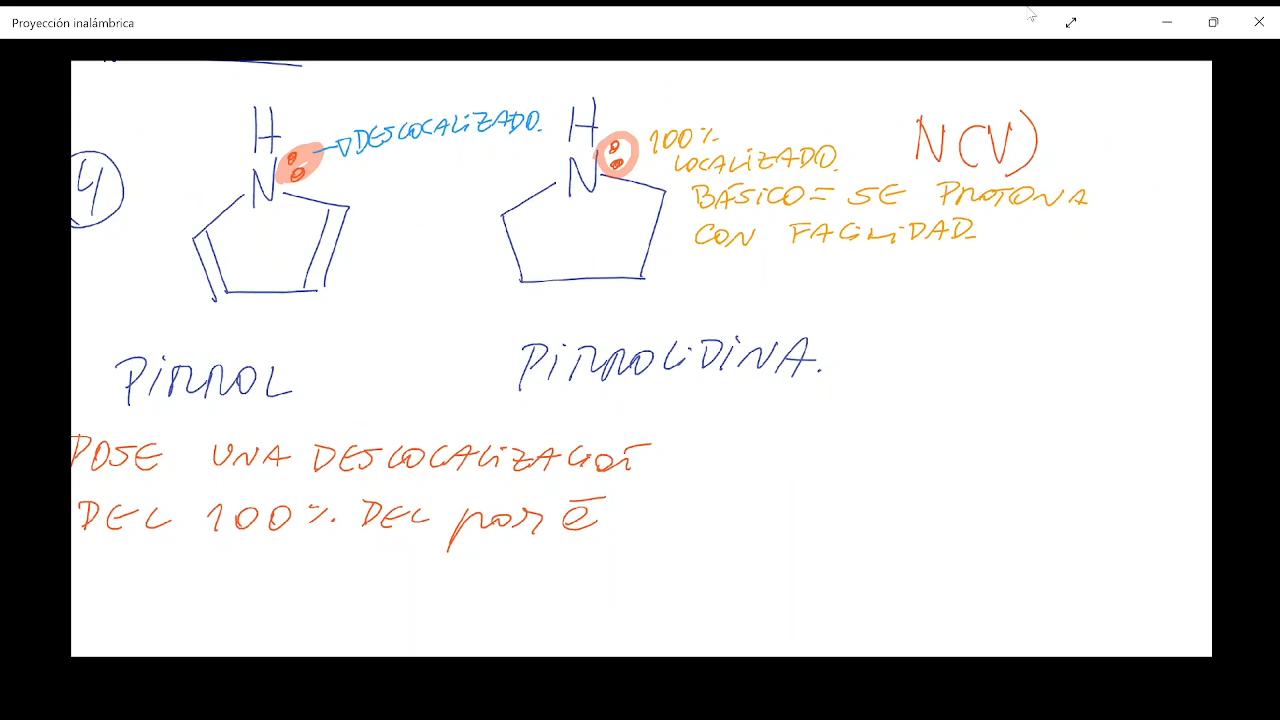 Proyección inalámbrica
4
H
N
DESLOCALIZADO.
H
N
100%
LOCALIZADO.
BÁSICO = SE PROTONA
CON FACILIDAD
N(V)
PIRROL
PIRROLIDINA.
POSE UNA DESLOCALIZACIÓN
DEL 100% DEL par ē